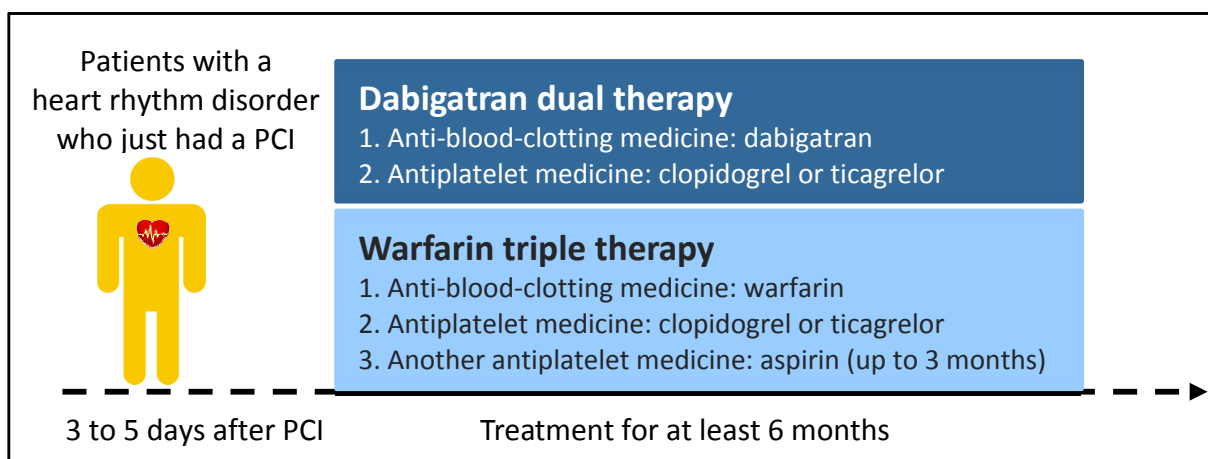 Patients with a
heart rhythm disorder
who just had a PCI
Dabigatran dual therapy
1. Anti-blood-clotting medicine: dabigatran
2. Antiplatelet medicine: clopidogrel or ticagrelor
Warfarin triple therapy
1. Anti-blood-clotting medicine: warfarin
2. Antiplatelet medicine: clopidogrel or ticagrelor
3. Another antiplatelet medicine: aspirin (up to 3 months)
3 to 5 days after PCI
Treatment for at least 6 months